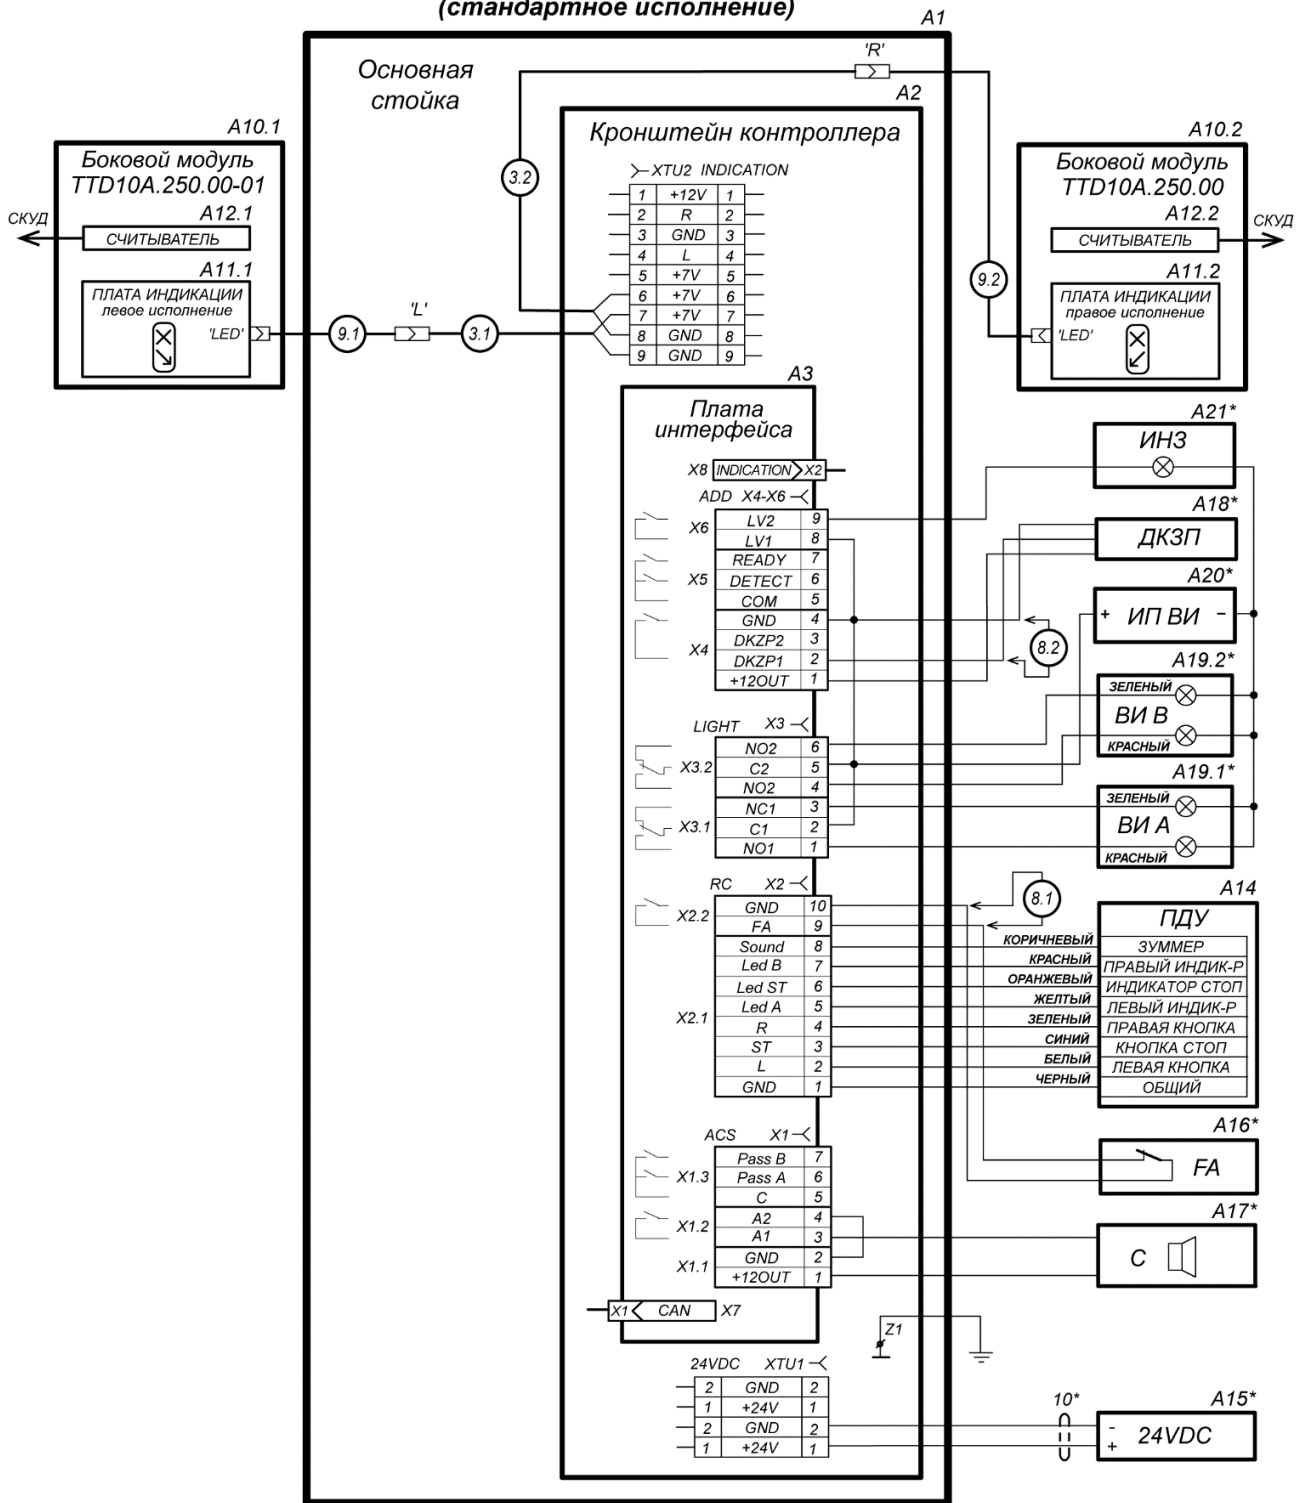 (стандартное исполнение)
A1
'R'
Основная
стойка
A2
A10.1
Кронштейн контроллера
A10.2
Боковой модуль
TTD10A.250.00-01
XTU2 INDICATION
3.2
Боковой модуль
TTD10A.250.00
1 +12V 1
2 R 2
3 GND 3
4 L 4
5 +7V 5
6 +7V 6
7 +7V 7
8 GND 8
9 GND 9
СКУД
A12.1
СЧИТЫВАТЕЛЬ
A11.1
ПЛАТА ИНДИКАЦИИ
левое исполнение
'LED'
9.1
'L'
3.1
9.2
A12.2
СКУД
СЧИТЫВАТЕЛЬ
A11.2
ПЛАТА ИНДИКАЦИИ
правое исполнение
'LED'
A3
Плата
интерфейса
X8 INDICATION X2
ADD X4-X6
X6
LV2 9
LV1 8
X5
READY 7
DETECT 6
COM 5
X4
GND 4
DKZP2 3
DKZP1 2
+12OUT 1
A21*
ИНЗ
A18*
ДКЗП
A20*
+ ИП ВИ -
8.2
A19.2*
ЗЕЛЕНЫЙ
ВИ В
КРАСНЫЙ
LIGHT X3
X3.2
NO2 6
C2 5
NO2 4
X3.1
NC1 3
C1 2
NO1 1
A19.1*
ЗЕЛЕНЫЙ
ВИ А
КРАСНЫЙ
RC X2
8.1
A14
ПДУ
X2.2
GND 10
FA 9
X2.1
Sound 8
КОРИЧНЕВЫЙ
ЗУММЕР
Led B 7
КРАСНЫЙ
ПРАВЫЙ ИНДИК-Р
Led ST 6
ОРАНЖЕВЫЙ
ИНДИКАТОР СТОП
Led A 5
ЖЕЛТЫЙ
ЛЕВЫЙ ИНДИК-Р
R 4
ЗЕЛЕНЫЙ
ПРАВАЯ КНОПКА
ST 3
СИНИЙ
КНОПКА СТОП
L 2
БЕЛЫЙ
ЛЕВАЯ КНОПКА
GND 1
ЧЕРНЫЙ
ОБЩИЙ
ACS X1
A16*
FA
X1.3
Pass B 7
Pass A 6
C 5
X1.2
A2 4
A1 3
X1.1
GND 2
+12OUT 1
A17*
C
X1 CAN X7
Z1
24VDC XTU1
2 GND 2
1 +24V 1
2 GND 2
1 +24V 1
10*
A15*
-
+
24VDC